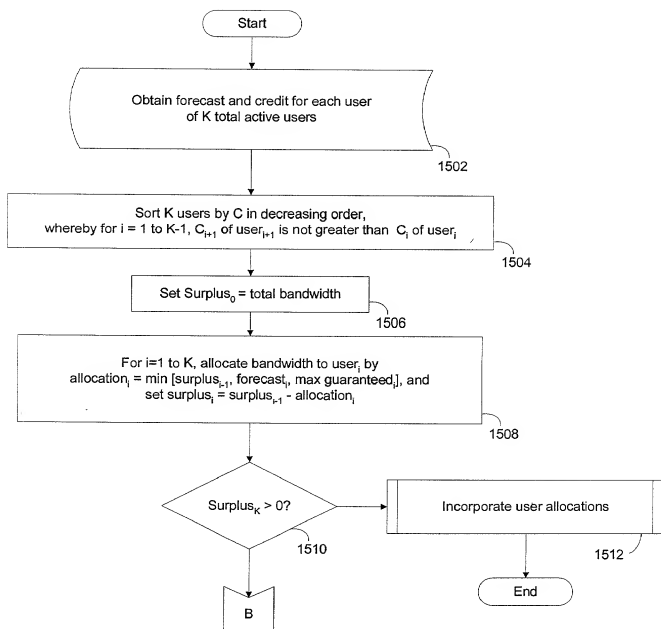 Start
Obtain forecast and credit for each user
of K total active users
1502
Sort K users by C in decreasing order,
whereby for i = 1 to K-1, Ci+1 of useri+1 is not greater than Ci of useri
1504
Set Surplus0 = total bandwidth
1506
For i=1 to K, allocate bandwidth to useri by
allocationi = min [surplusi-1, forecasti, max guaranteedi], and
set surplusi = surplusi-1 - allocationi
1508
SurplusK > 0?
1510
Incorporate user allocations
1512
End
B